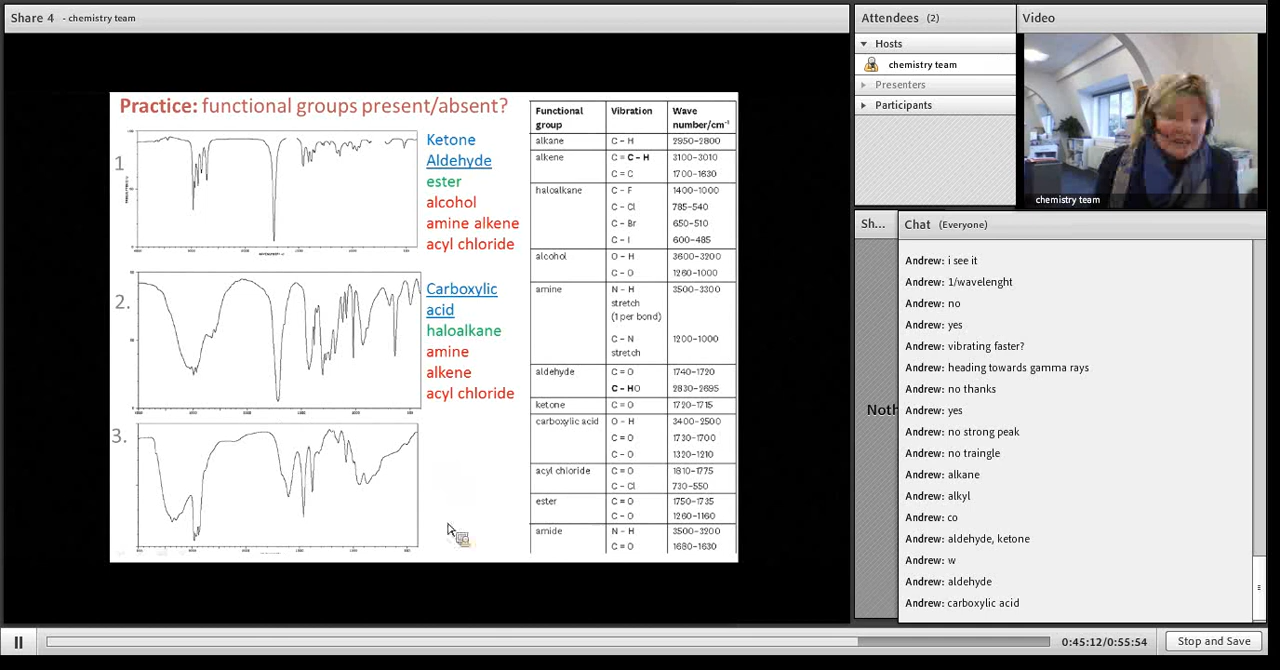 Share 4 - chemistry team
Practice: functional groups present/absent?
1
Ketone
Aldehyde
ester
alcohol
amine alkene
acyl chloride
2.
Carboxylic
acid
haloalkane
amine
alkene
acyl chloride
3.
Functional group Vibration Wave number/cm⁻¹
alkane C – H 2950–2800
alkene C = C – H 3100–3010
C = C 1700–1630
haloalkane C – F 1400–1000
C – Cl 785–540
C – Br 650–510
C – I 600–485
alcohol O – H 3600–3200
C – O 1260–1000
amine N – H 3500–3300
stretch
(1 per bond)
C – N 1200–1000
stretch
aldehyde C = O 1740–1720
C – HO 2830–2695
ketone C = O 1720–1715
carboxylic acid O – H 3400–2500
C = O 1730–1700
C – O 1320–1210
acyl chloride C = O 1810–1775
C – Cl 730–550
ester C = O 1750–1735
C – O 1260–1160
amide N – H 3500–3200
C = O 1680–1630
Attendees (2)
Hosts
chemistry team
Presenters
Participants
Video
chemistry team
Sh...
Noth
Chat (Everyone)
Andrew: i see it
Andrew: 1/wavelenght
Andrew: no
Andrew: yes
Andrew: vibrating faster?
Andrew: heading towards gamma rays
Andrew: no thanks
Andrew: yes
Andrew: no strong peak
Andrew: no traingle
Andrew: alkane
Andrew: alkyl
Andrew: co
Andrew: aldehyde, ketone
Andrew: w
Andrew: aldehyde
Andrew: carboxylic acid
0:45:12/0:55:54
Stop and Save